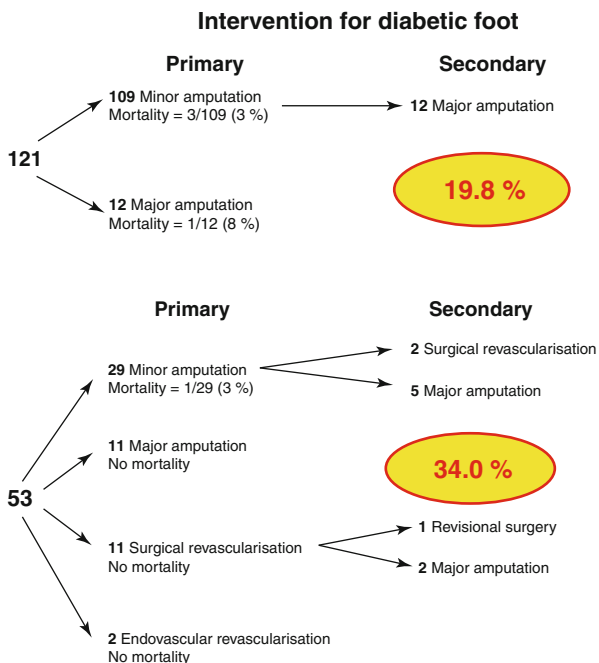 Intervention for diabetic foot
Primary
Secondary
109 Minor amputation
Mortality = 3/109 (3 %)
12 Major amputation
121
19.8 %
12 Major amputation
Mortality = 1/12 (8 %)
Primary
Secondary
2 Surgical revascularisation
29 Minor amputation
Mortality = 1/29 (3 %)
5 Major amputation
11 Major amputation
No mortality
34.0 %
53
1 Revisional surgery
11 Surgical revascularisation
No mortality
2 Major amputation
2 Endovascular revascularisation
No mortality